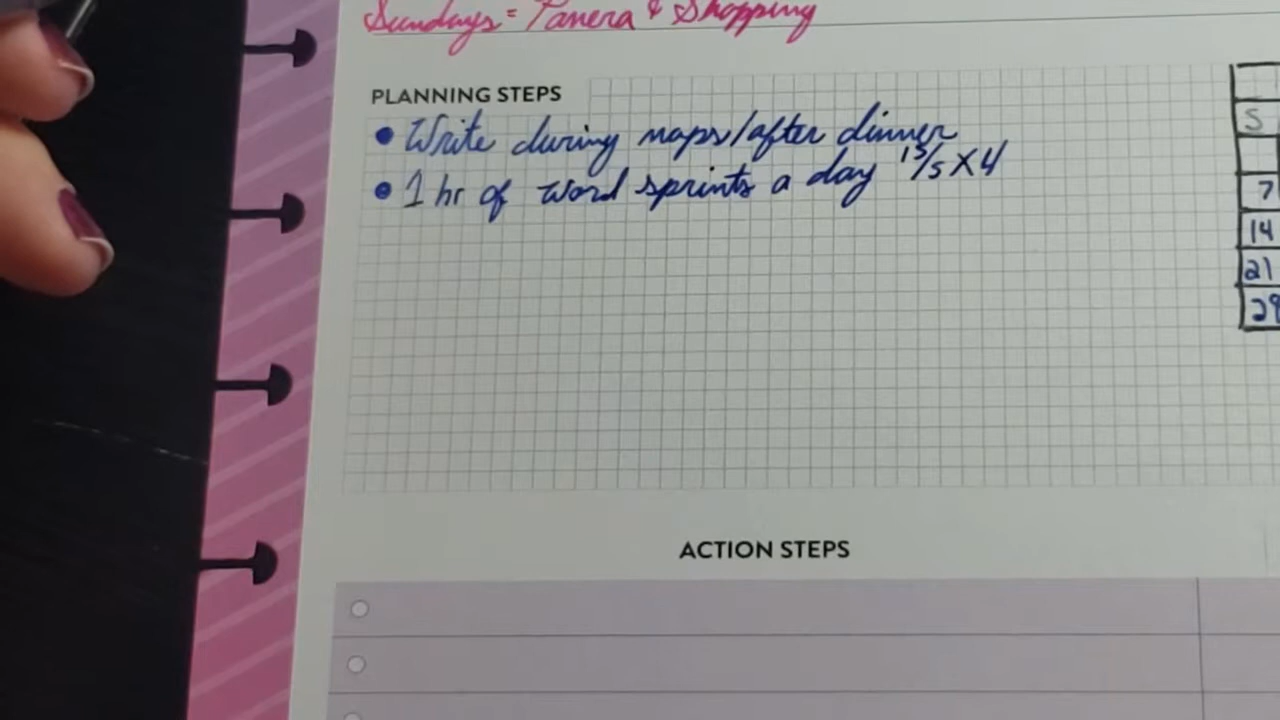 Sundays = Panera & Shopping
PLANNING STEPS
• Write during naps/after dinner
• 1 hr of word sprints a day 15/5 X 4
S
7
14
21
28
ACTION STEPS